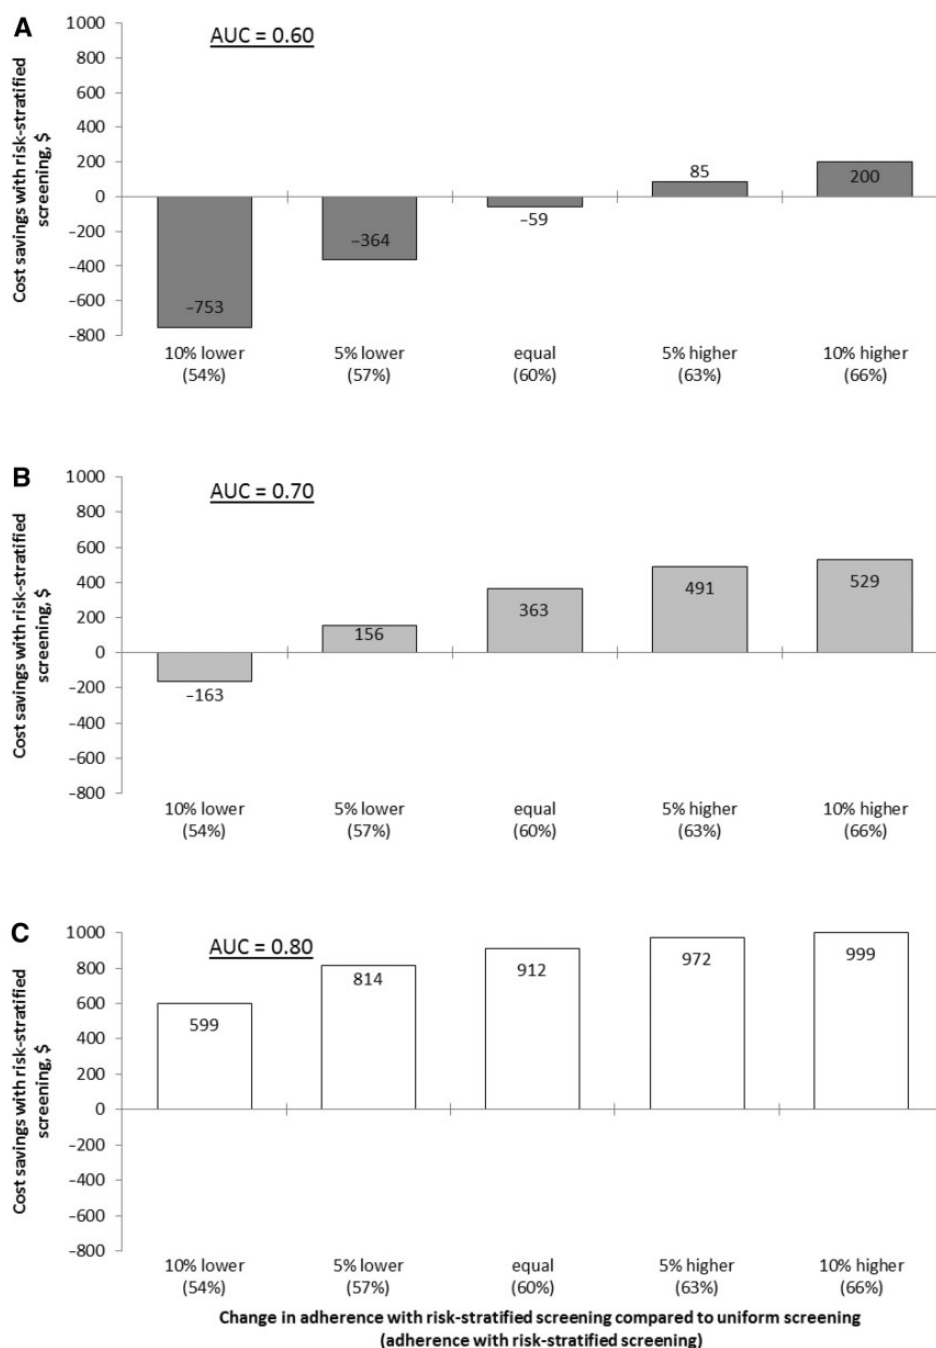 A
AUC = 0.60
Cost savings with risk-stratified
screening, $
1000
800
600
400
200
0
−200
−400
−600
−800
−753
−364
−59
85
200
10% lower
(54%)
5% lower
(57%)
equal
(60%)
5% higher
(63%)
10% higher
(66%)
B
AUC = 0.70
Cost savings with risk-stratified
screening, $
1000
800
600
400
200
0
−200
−400
−600
−800
−163
156
363
491
529
10% lower
(54%)
5% lower
(57%)
equal
(60%)
5% higher
(63%)
10% higher
(66%)
C
AUC = 0.80
Cost savings with risk-stratified
screening, $
1000
800
600
400
200
0
−200
−400
−600
−800
599
814
912
972
999
10% lower
(54%)
5% lower
(57%)
equal
(60%)
5% higher
(63%)
10% higher
(66%)
Change in adherence with risk-stratified screening compared to uniform screening
(adherence with risk-stratified screening)